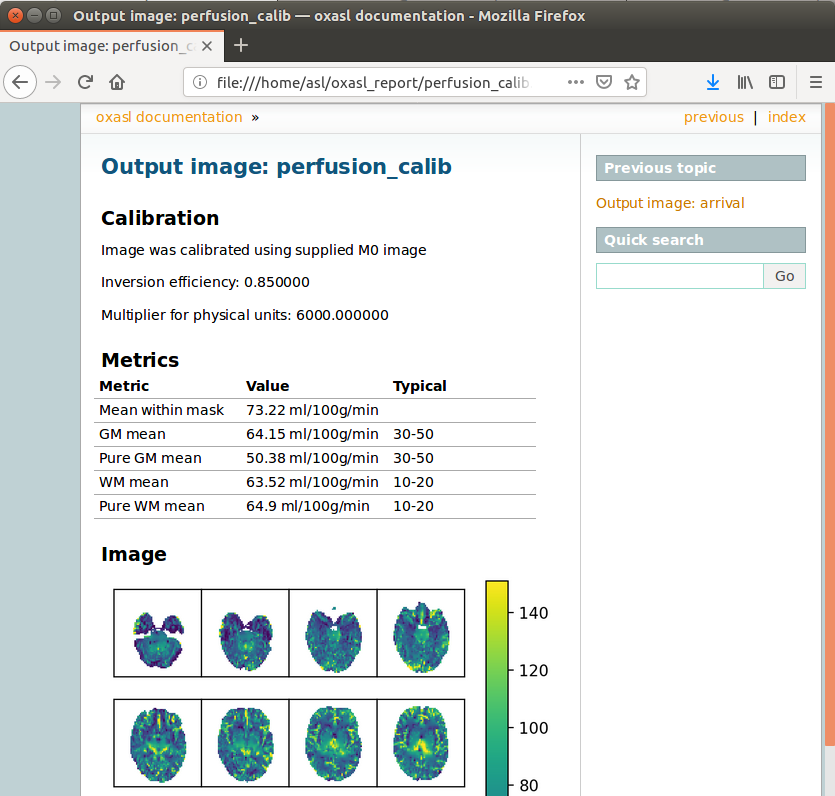 Output image: perfusion_calib — oxasl documentation - Mozilla Firefox
Output image: perfusion_c
file:///home/asl/oxasl_report/perfusion_calib
oxasl documentation »
previous | index
Output image: perfusion_calib
Calibration
Image was calibrated using supplied M0 image
Inversion efficiency: 0.850000
Multiplier for physical units: 6000.000000
Metrics
Metric Value Typical
Mean within mask 73.22 ml/100g/min
GM mean 64.15 ml/100g/min 30-50
Pure GM mean 50.38 ml/100g/min 30-50
WM mean 63.52 ml/100g/min 10-20
Pure WM mean 64.9 ml/100g/min 10-20
Image
140
120
100
80
Previous topic
Output image: arrival
Quick search
Go